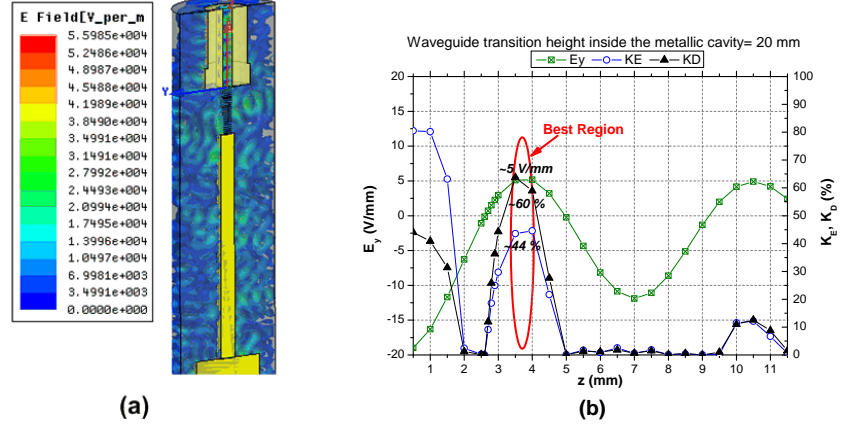 E Field[V_per_m
5.5985e+004
5.2486e+004
4.8987e+004
4.5488e+004
4.1989e+004
3.8490e+004
3.4991e+004
3.1491e+004
2.7992e+004
2.4493e+004
2.0994e+004
1.7495e+004
1.3996e+004
1.0497e+004
6.9981e+003
3.4991e+003
0.0000e+000
Y
(a)
Waveguide transition height inside the metallic cavity= 20 mm
Ey KE KD
20
15
10
5
0
-5
-10
-15
-20
E_y (V/mm)
Best Region
~5 V/mm
~60 %
~44 %
100
90
80
70
60
50
40
30
20
10
0
K_E, K_D (%)
1 2 3 4 5 6 7 8 9 10 11
z (mm)
(b)